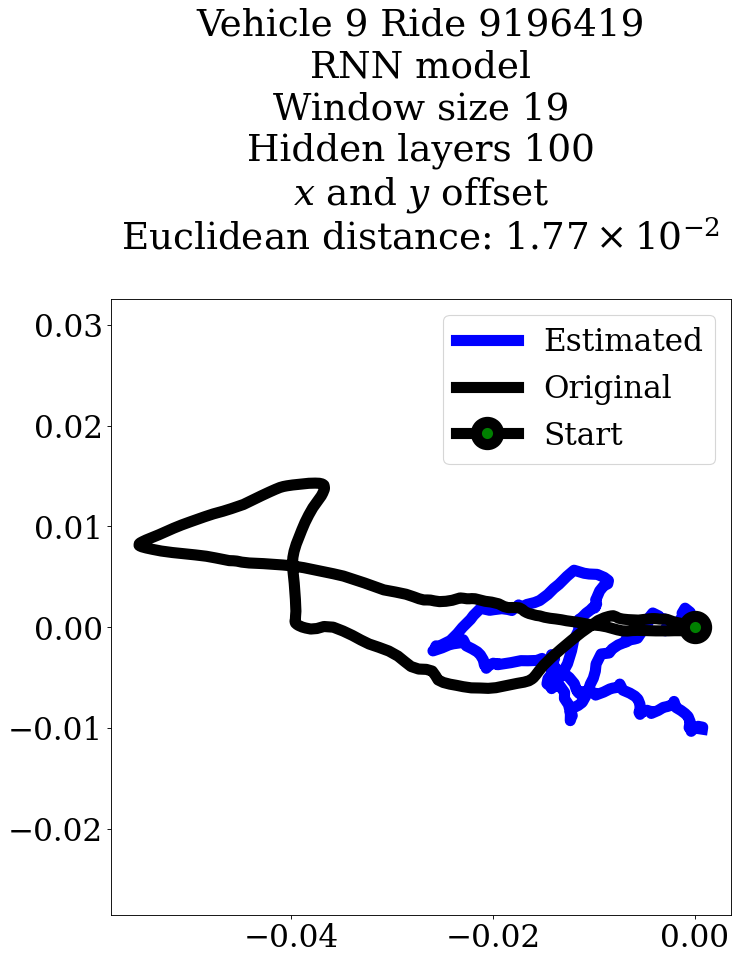 Vehicle 9 Ride 9196419
RNN model
Window size 19
Hidden layers 100
x and y offset
Euclidean distance: 1.77 × 10⁻²
Estimated
Original
Start
0.03
0.02
0.01
0.00
−0.01
−0.02
−0.04
−0.02
0.00